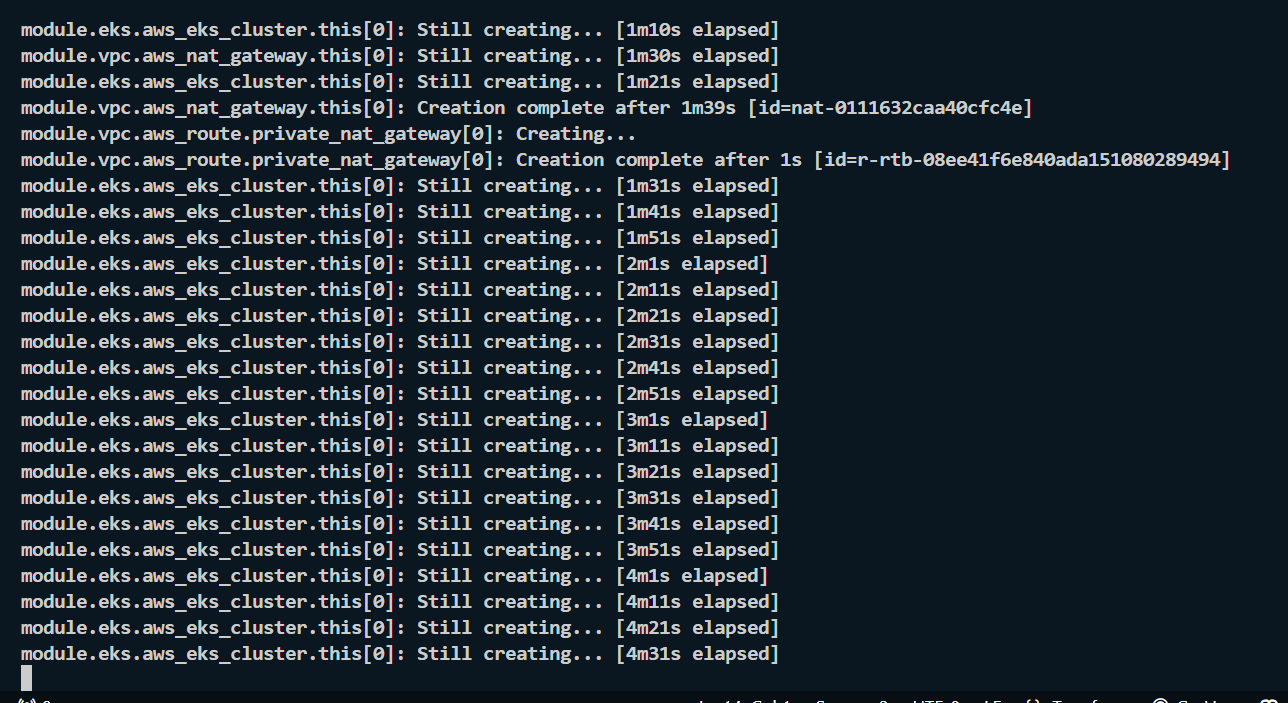 module.eks.aws_eks_cluster.this[0]: Still creating... [1m10s elapsed]
module.vpc.aws_nat_gateway.this[0]: Still creating... [1m30s elapsed]
module.eks.aws_eks_cluster.this[0]: Still creating... [1m21s elapsed]
module.vpc.aws_nat_gateway.this[0]: Creation complete after 1m39s [id=nat-0111632caa40cfc4e]
module.vpc.aws_route.private_nat_gateway[0]: Creating...
module.vpc.aws_route.private_nat_gateway[0]: Creation complete after 1s [id=r-rtb-08ee41f6e840ada151080289494]
module.eks.aws_eks_cluster.this[0]: Still creating... [1m31s elapsed]
module.eks.aws_eks_cluster.this[0]: Still creating... [1m41s elapsed]
module.eks.aws_eks_cluster.this[0]: Still creating... [1m51s elapsed]
module.eks.aws_eks_cluster.this[0]: Still creating... [2m1s elapsed]
module.eks.aws_eks_cluster.this[0]: Still creating... [2m11s elapsed]
module.eks.aws_eks_cluster.this[0]: Still creating... [2m21s elapsed]
module.eks.aws_eks_cluster.this[0]: Still creating... [2m31s elapsed]
module.eks.aws_eks_cluster.this[0]: Still creating... [2m41s elapsed]
module.eks.aws_eks_cluster.this[0]: Still creating... [2m51s elapsed]
module.eks.aws_eks_cluster.this[0]: Still creating... [3m1s elapsed]
module.eks.aws_eks_cluster.this[0]: Still creating... [3m11s elapsed]
module.eks.aws_eks_cluster.this[0]: Still creating... [3m21s elapsed]
module.eks.aws_eks_cluster.this[0]: Still creating... [3m31s elapsed]
module.eks.aws_eks_cluster.this[0]: Still creating... [3m41s elapsed]
module.eks.aws_eks_cluster.this[0]: Still creating... [3m51s elapsed]
module.eks.aws_eks_cluster.this[0]: Still creating... [4m1s elapsed]
module.eks.aws_eks_cluster.this[0]: Still creating... [4m11s elapsed]
module.eks.aws_eks_cluster.this[0]: Still creating... [4m21s elapsed]
module.eks.aws_eks_cluster.this[0]: Still creating... [4m31s elapsed]